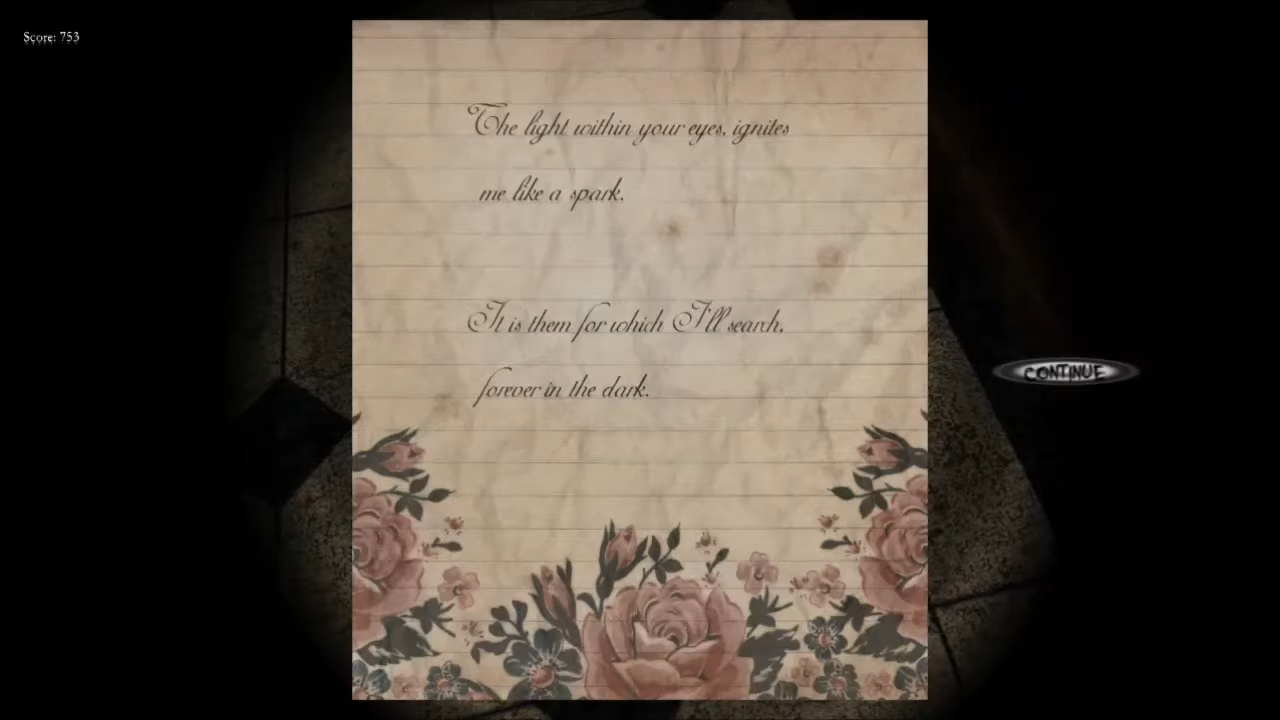 Score: 753
The light within your eyes, ignites
me like a spark.
It is them for which I'll search,
forever in the dark.
CONTINUE